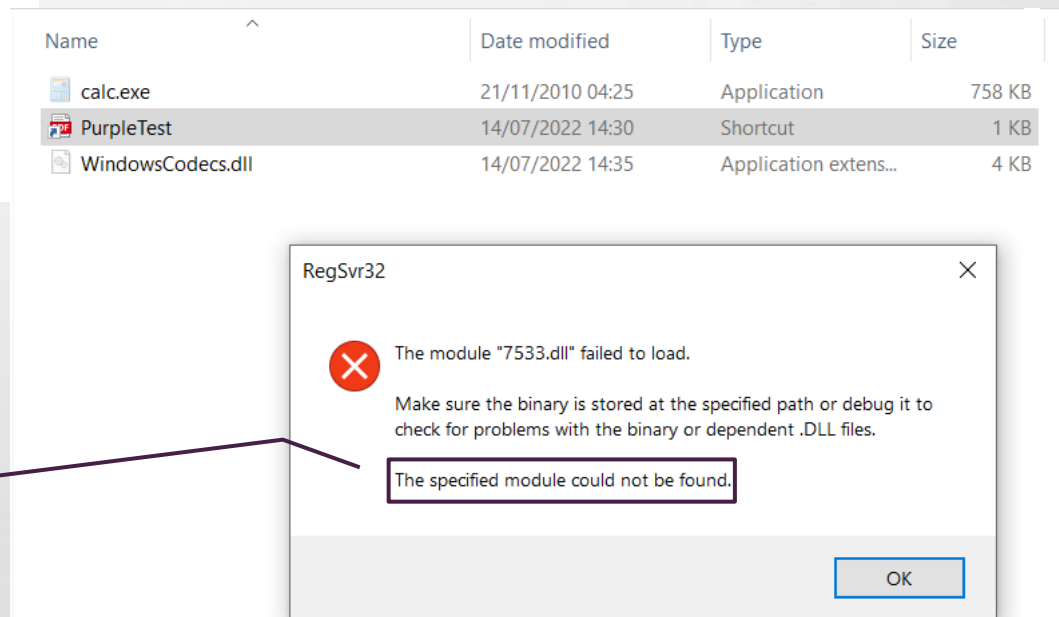 Name Date modified Type Size
calc.exe 21/11/2010 04:25 Application 758 KB
PurpleTest 14/07/2022 14:30 Shortcut 1 KB
WindowsCodecs.dll 14/07/2022 14:35 Application extens... 4 KB
RegSvr32
The module "7533.dll" failed to load.
Make sure the binary is stored at the specified path or debug it to
check for problems with the binary or dependent .DLL files.
The specified module could not be found.
OK